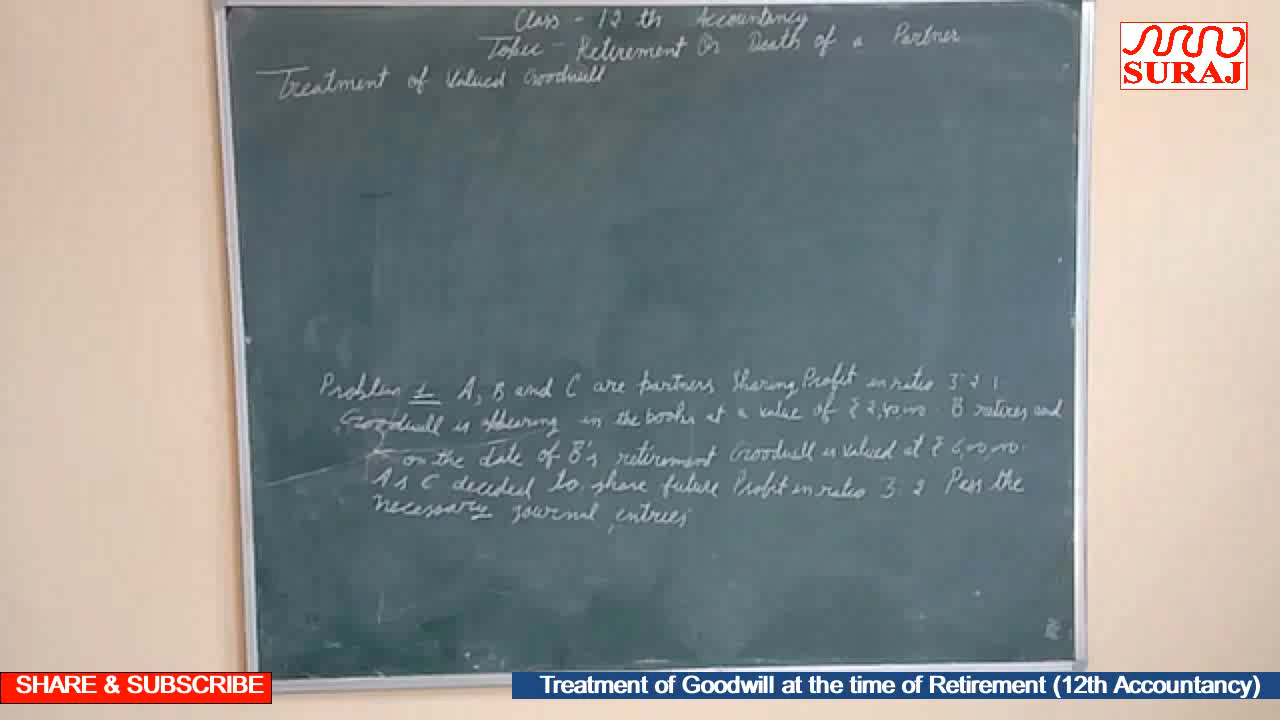 Class - 12 th Accountancy
Topic - Retirement Or Death of a Partner
Treatment of Valued Goodwill
SURAJ
Problem 1 A, B and C are partners Sharing Profit in ratio 3:2:1
Goodwill is appearing in the books at a value of ₹ 2,40,000. B retires and
on the date of B's retirement Goodwill is valued at ₹ 6,00,000.
A & C decided to share future Profit in ratio 3:2 Pass the
necessary journal entries
SHARE & SUBSCRIBE
Treatment of Goodwill at the time of Retirement (12th Accountancy)